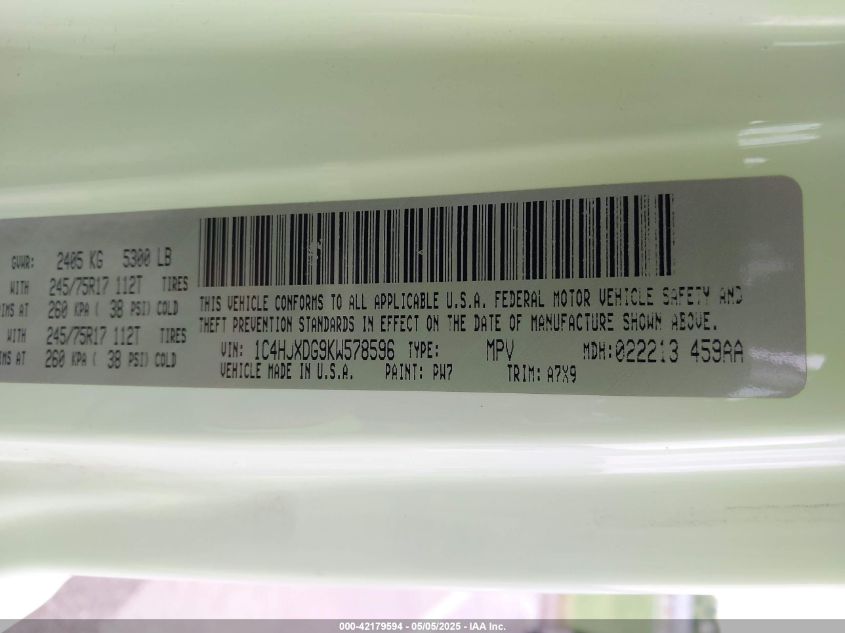 GVWR: 2405 KG 5300 LB
WITH 245/75R17 112T TIRES
IMS AT 260 KPA ( 38 PSI) COLD
WITH 245/75R17 112T TIRES
IMS AT 260 KPA ( 38 PSI) COLD
THIS VEHICLE CONFORMS TO ALL APPLICABLE U.S.A. FEDERAL MOTOR VEHICLE SAFETY AND
THEFT PREVENTION STANDARDS IN EFFECT ON THE DATE OF MANUFACTURE SHOWN ABOVE.
VIN: 1C4HJXDG9KW578596 TYPE: MPV MDH:022213 459AA
VEHICLE MADE IN U.S.A. PAINT: PW7 TRIM: A7X9
000-42179594 - 05/05/2025 - IAA Inc.